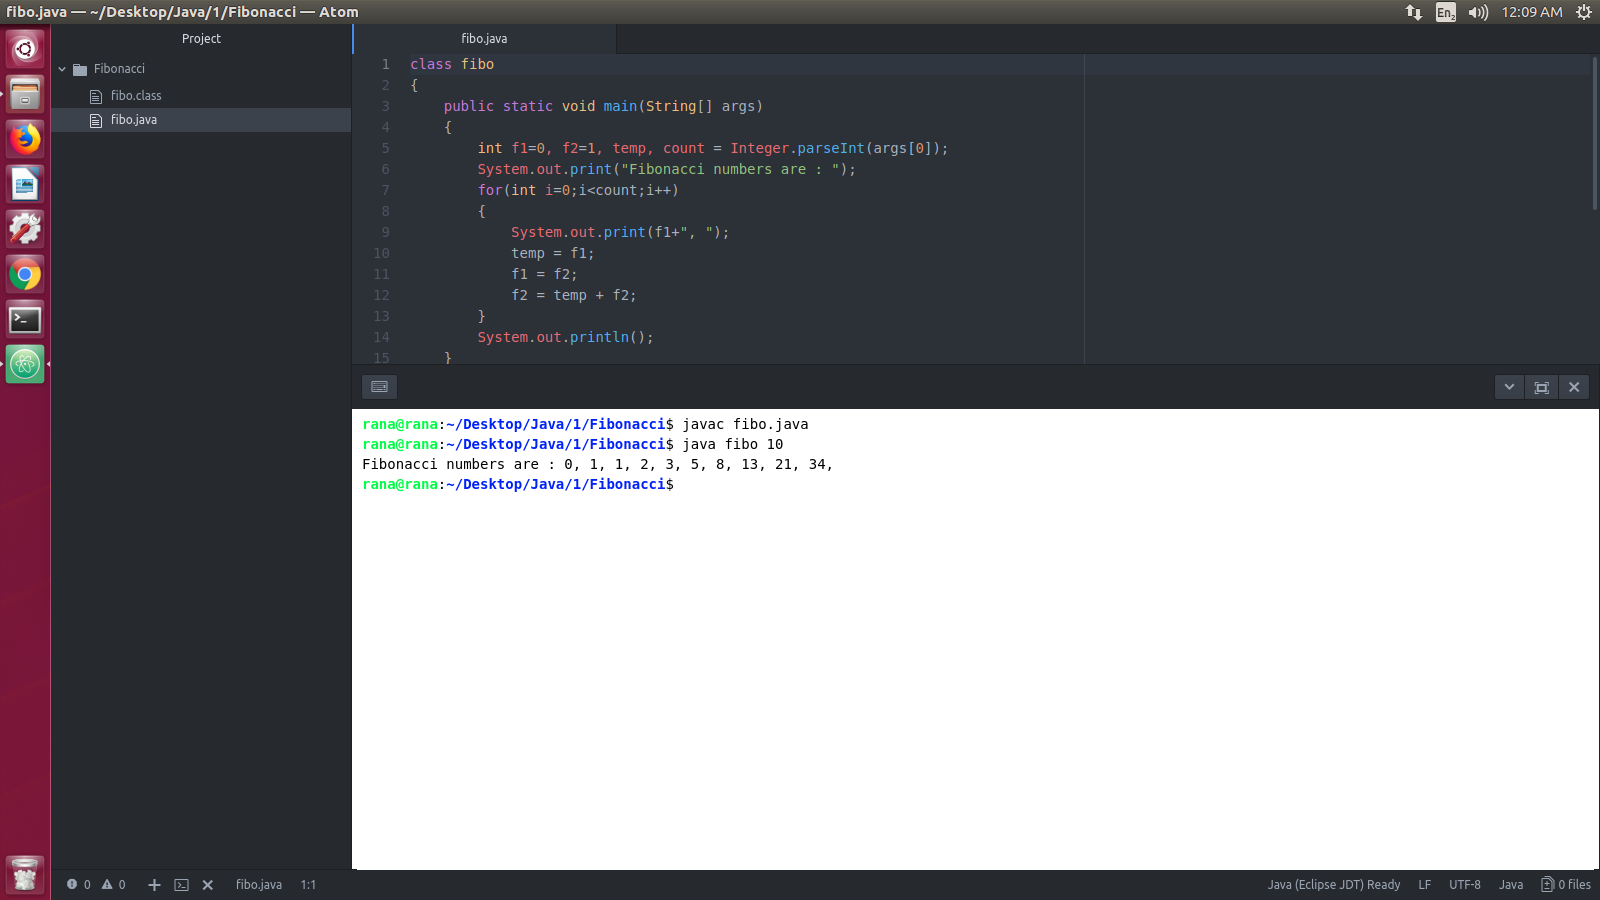 fibo.java — ~/Desktop/Java/1/Fibonacci — Atom
En2
12:09 AM
Project
Fibonacci
fibo.class
fibo.java
fibo.java
1 class fibo
2 {
3     public static void main(String[] args)
4     {
5         int f1=0, f2=1, temp, count = Integer.parseInt(args[0]);
6         System.out.print("Fibonacci numbers are : ");
7         for(int i=0;i<count;i++)
8         {
9             System.out.print(f1+", ");
10             temp = f1;
11             f1 = f2;
12             f2 = temp + f2;
13         }
14         System.out.println();
15     }
rana@rana:~/Desktop/Java/1/Fibonacci$ javac fibo.java
rana@rana:~/Desktop/Java/1/Fibonacci$ java fibo 10
Fibonacci numbers are : 0, 1, 1, 2, 3, 5, 8, 13, 21, 34,
rana@rana:~/Desktop/Java/1/Fibonacci$
0 0 fibo.java 1:1 Java (Eclipse JDT) Ready LF UTF-8 Java 0 files